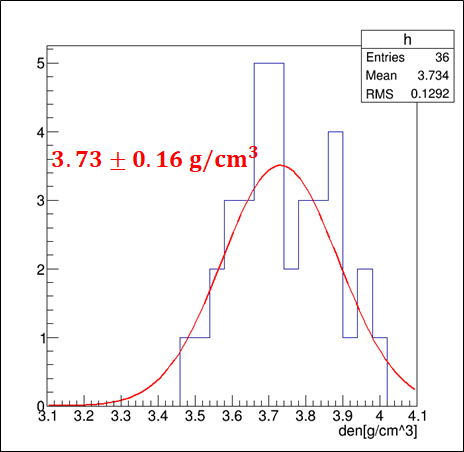 h
Entries 36
Mean 3.734
RMS 0.1292
5
4
3.73 ± 0.16 g/cm³
3
2
1
0
3.1 3.2 3.3 3.4 3.5 3.6 3.7 3.8 3.9 4 4.1
den[g/cm^3]